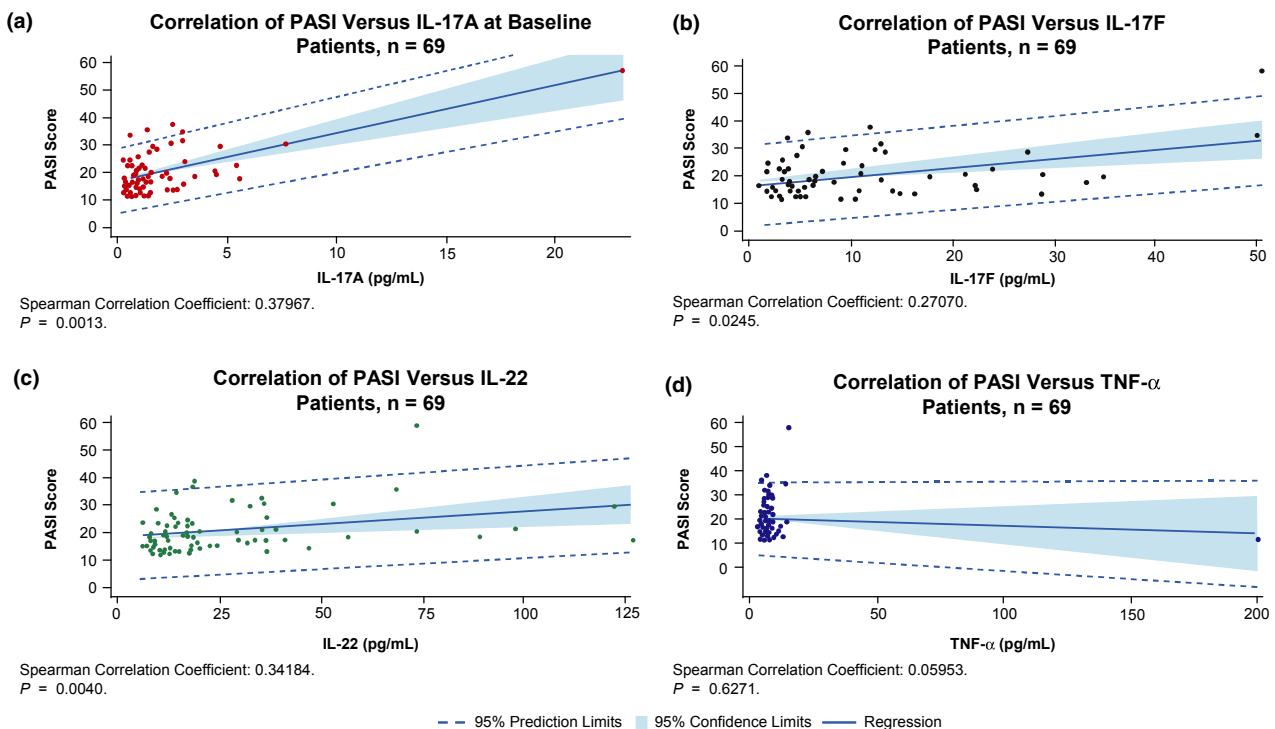 (a)
Correlation of PASI Versus IL-17A at Baseline
Patients, n = 69
PASI Score
60
50
40
30
20
10
0
0 5 10 15 20
IL-17A (pg/mL)
Spearman Correlation Coefficient: 0.37967.
P = 0.0013.
(b)
Correlation of PASI Versus IL-17F
Patients, n = 69
PASI Score
60
50
40
30
20
10
0
0 10 20 30 40 50
IL-17F (pg/mL)
Spearman Correlation Coefficient: 0.27070.
P = 0.0245.
(c)
Correlation of PASI Versus IL-22
Patients, n = 69
PASI Score
60
50
40
30
20
10
0
0 25 50 75 100 125
IL-22 (pg/mL)
Spearman Correlation Coefficient: 0.34184.
P = 0.0040.
(d)
Correlation of PASI Versus TNF-α
Patients, n = 69
PASI Score
60
50
40
30
20
10
0
0 50 100 150 200
TNF-α (pg/mL)
Spearman Correlation Coefficient: 0.05953.
P = 0.6271.
95% Prediction Limits 95% Confidence Limits Regression